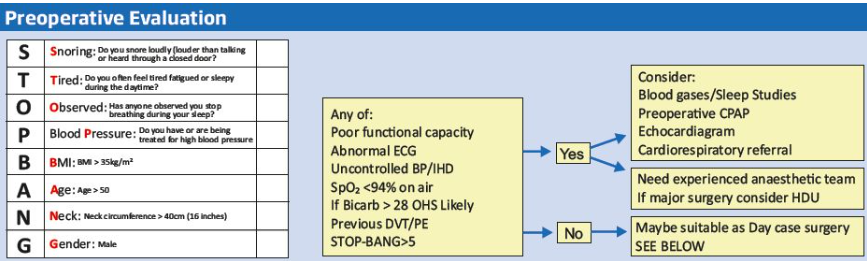 Preoperative Evaluation
S Snoring: Do you snore loudly (louder than talking
or heard through a closed door?
T Tired: Do you often feel tired fatigued or sleepy
during the daytime?
O Observed: Has anyone observed you stop
breathing during your sleep?
P Blood Pressure: Do you have or are being
treated for high blood pressure
B BMI: BMI > 35kg/m²
A Age: Age > 50
N Neck: Neck circumference > 40cm (16 inches)
G Gender: Male
Any of:
Poor functional capacity
Abnormal ECG
Uncontrolled BP/IHD
SpO₂ <94% on air
If Bicarb > 28 OHS Likely
Previous DVT/PE
STOP-BANG>5
Yes
Consider:
Blood gases/Sleep Studies
Preoperative CPAP
Echocardiagram
Cardiorespiratory referral
Need experienced anaesthetic team
If major surgery consider HDU
No
Maybe suitable as Day case surgery
SEE BELOW